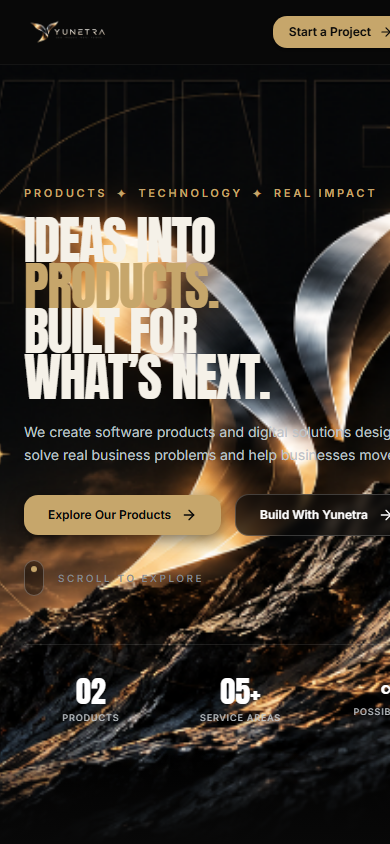 YUNETRA
Start a Project →
PRODUCTS ✦ TECHNOLOGY ✦ REAL IMPACT
IDEAS INTO
PRODUCTS.
BUILT FOR
WHAT'S NEXT.
We create software products and digital solutions desig
solve real business problems and help businesses move
Explore Our Products →
Build With Yunetra →
SCROLL TO EXPLORE
02
PRODUCTS
05+
SERVICE AREAS
POSSIB